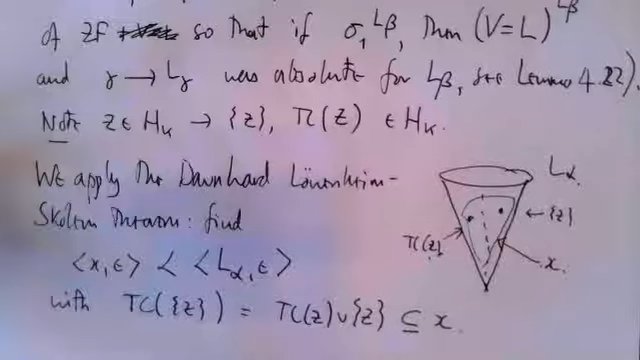 of ZF so that if σ₁^Lβ, then (V=L)^Lβ
and γ → Lγ was absolute for Lβ, see Lemma 4.22).
Note z ∈ Hκ → {z}, TC(z) ∈ Hκ.
We apply the Downward Löwenheim-
Skolem Theorem: find
⟨x,∈⟩ ≺ ⟨Lα,∈⟩
with TC({z}) = TC(z)∪{z} ⊆ x.
Lα
{z}
TC(z)
x